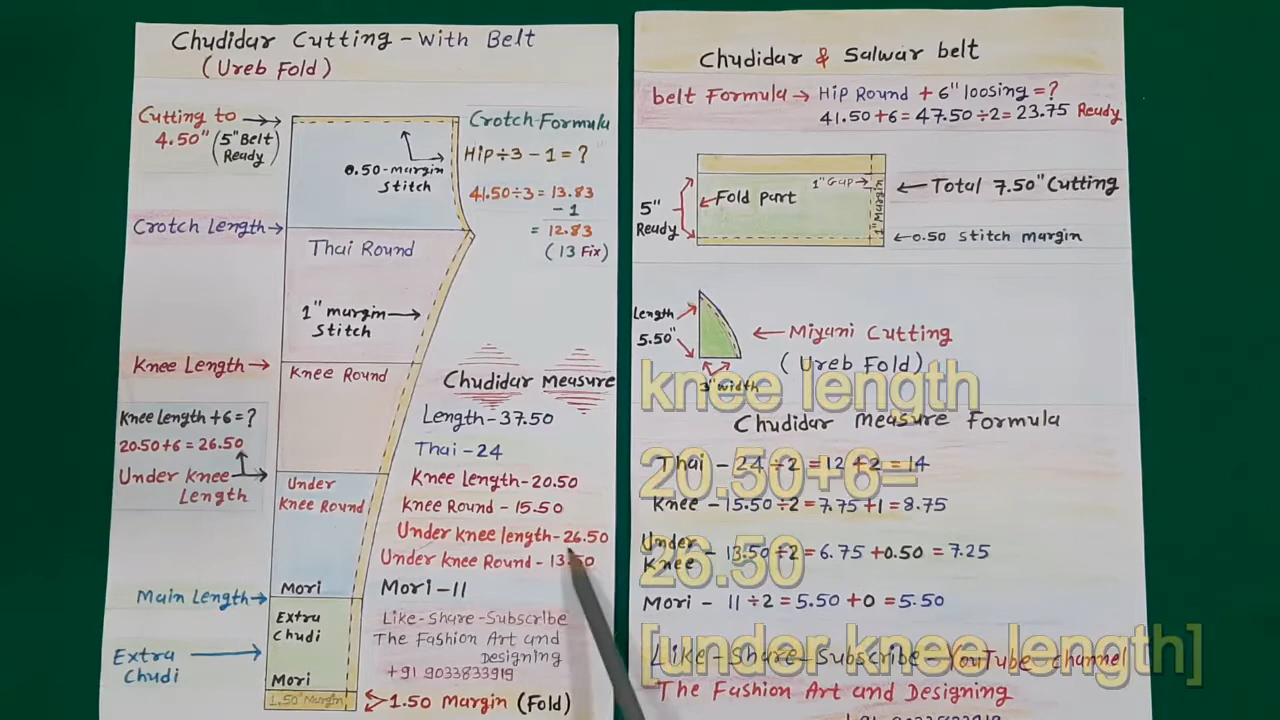 Chudidar Cutting - With Belt
(Ureb Fold)
Cutting to
4.50" (5" Belt Ready)
0.50-margin
stitch
Crotch Formula
Hip÷3-1=?
41.50÷3=13.83
-1
=12.83
(13 Fix)
Crotch Length
Thai Round
1" margin
stitch
Knee Length
Knee Round
Knee length+6=?
20.50+6=26.50
Under knee
Length
Under
Knee Round
Main Length
Mori
Extra
Chudi
Extra
Chudi
Mori
1.50" Margin
1.50 Margin (Fold)
Chudidar Measure
Length-37.50
Thai-24
Knee Length-20.50
Knee Round-15.50
Under knee length-26.50
Under knee Round-13.50
Mori-11
Like-Share-Subscribe
The Fashion Art and
Designing
+91 9033833919
Chudidar & Salwar belt
belt Formula→ Hip Round + 6" loosing=?
41.50+6=47.50÷2=23.75 Ready
5"
Ready
Fold part
1" Gap
1" Margin
Total 7.50" Cutting
0.50 stitch margin
Length
5.50"
3" width
Miyani Cutting
(Ureb Fold)
Chudidar Measure Formula
Thai - 24÷2=12+2=14
Knee - 15.50÷2=7.75+1=8.75
Under
Knee - 13.50÷2=6.75+0.50=7.25
Mori - 11÷2=5.50+0=5.50
Like-Share-Subscribe-YouTube channel
The Fashion Art and Designing
knee length
20.50+6=
26.50
[under knee length]